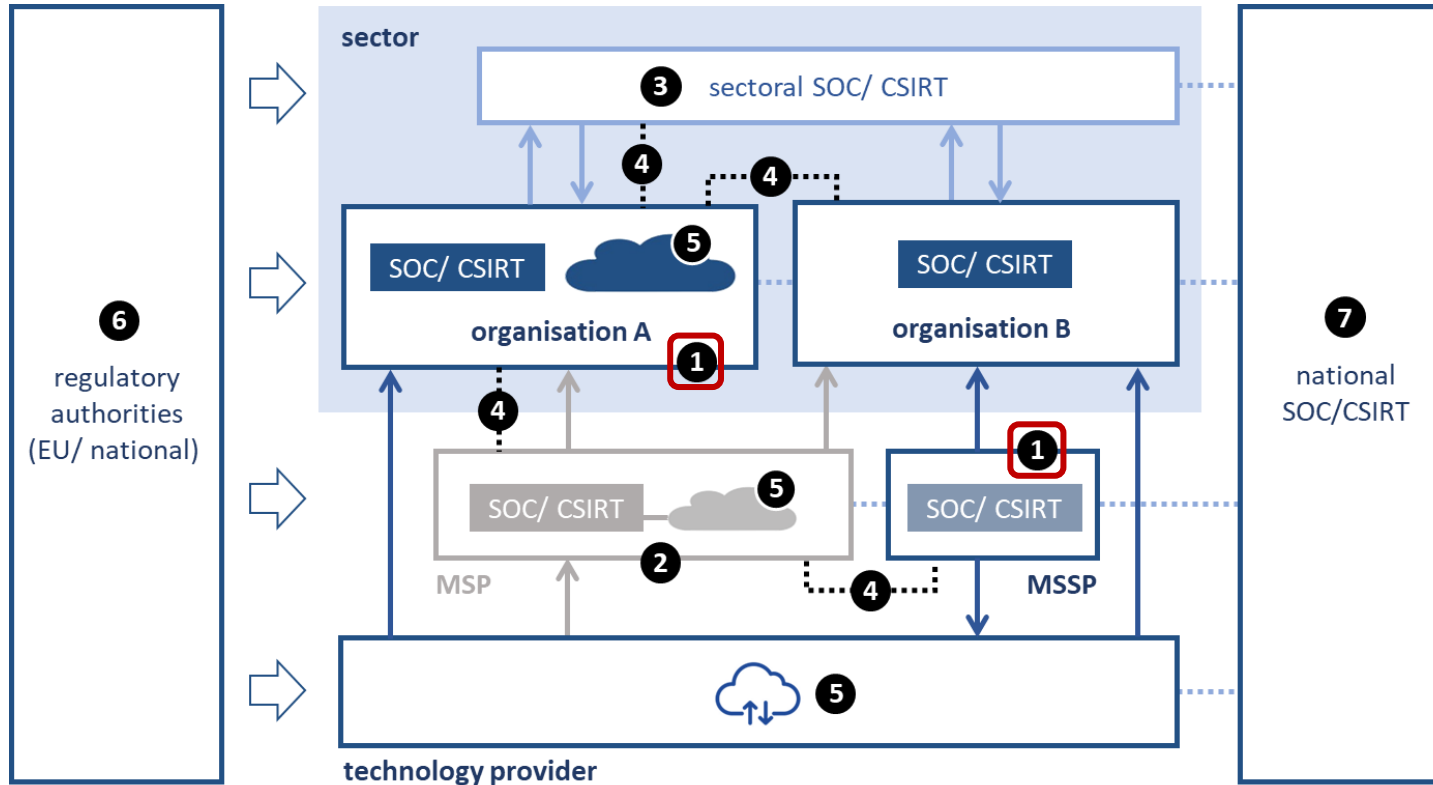 sector
3
sectoral SOC/ CSIRT
4
4
SOC/ CSIRT
5
SOC/ CSIRT
organisation A
organisation B
1
6
regulatory
authorities
(EU/ national)
7
national
SOC/CSIRT
4
1
SOC/ CSIRT
5
SOC/ CSIRT
2
MSP
4
MSSP
5
technology provider